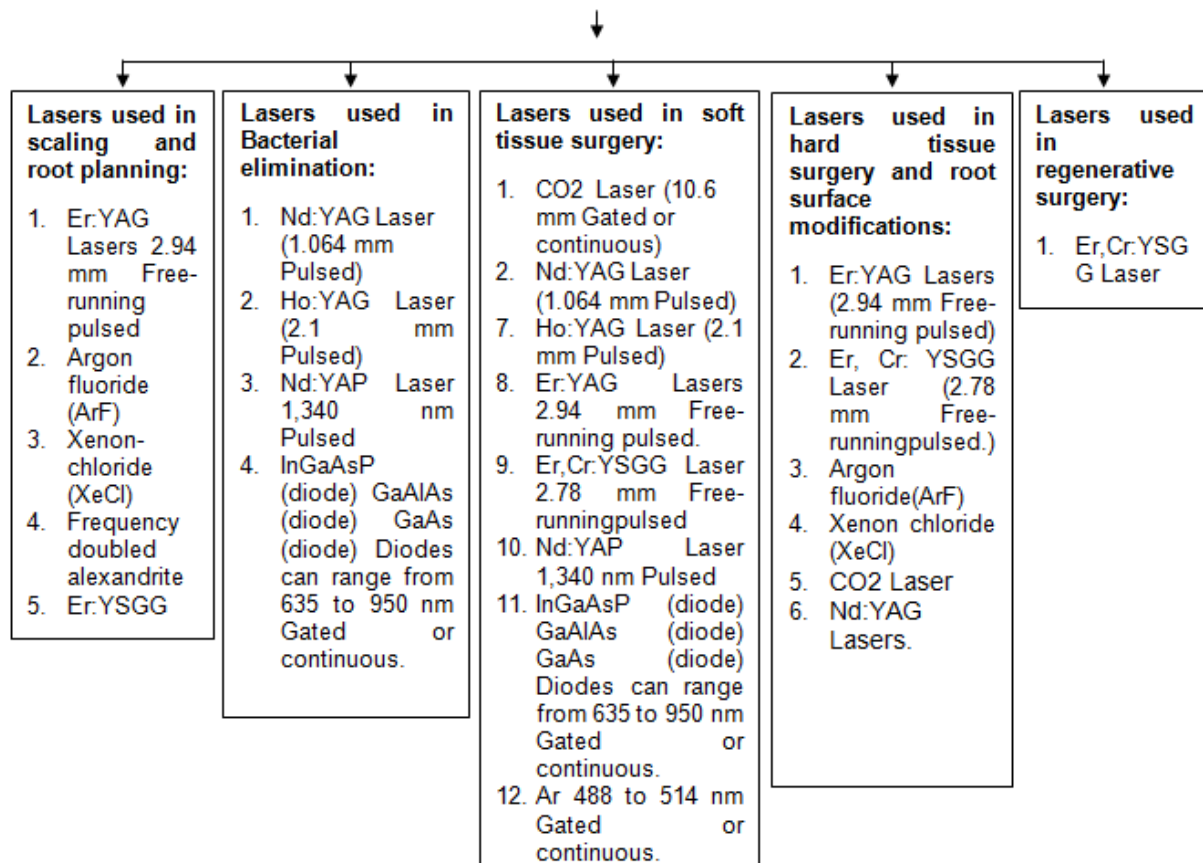 Lasers used in
scaling and
root planning:
1. Er:YAG
Lasers 2.94
mm Free-
running
pulsed
2. Argon
fluoride
(ArF)
3. Xenon-
chloride
(XeCl)
4. Frequency
doubled
alexandrite
5. Er:YSGG
Lasers used in
Bacterial
elimination:
1. Nd:YAG Laser
(1.064 mm
Pulsed)
2. Ho:YAG Laser
(2.1 mm
Pulsed)
3. Nd:YAP Laser
1,340 nm
Pulsed
4. InGaAsP
(diode) GaAlAs
(diode) GaAs
(diode) Diodes
can range from
635 to 950 nm
Gated or
continuous.
Lasers used in soft
tissue surgery:
1. CO2 Laser (10.6
mm Gated or
continuous)
2. Nd:YAG Laser
(1.064 mm Pulsed)
7. Ho:YAG Laser (2.1
mm Pulsed)
8. Er:YAG Lasers
2.94 mm Free-
running pulsed.
9. Er,Cr:YSGG Laser
2.78 mm Free-
runningpulsed
10. Nd:YAP Laser
1,340 nm Pulsed
11. InGaAsP (diode)
GaAlAs (diode)
GaAs (diode)
Diodes can range
from 635 to 950 nm
Gated or
continuous.
12. Ar 488 to 514 nm
Gated or
continuous.
Lasers used in
hard tissue
surgery and root
surface
modifications:
1. Er:YAG Lasers
(2.94 mm Free-
running pulsed)
2. Er, Cr: YSGG
Laser (2.78
mm Free-
runningpulsed.)
3. Argon
fluoride(ArF)
4. Xenon chloride
(XeCl)
5. CO2 Laser
6. Nd:YAG
Lasers.
Lasers used
in
regenerative
surgery:
1. Er,Cr:YSG
G Laser